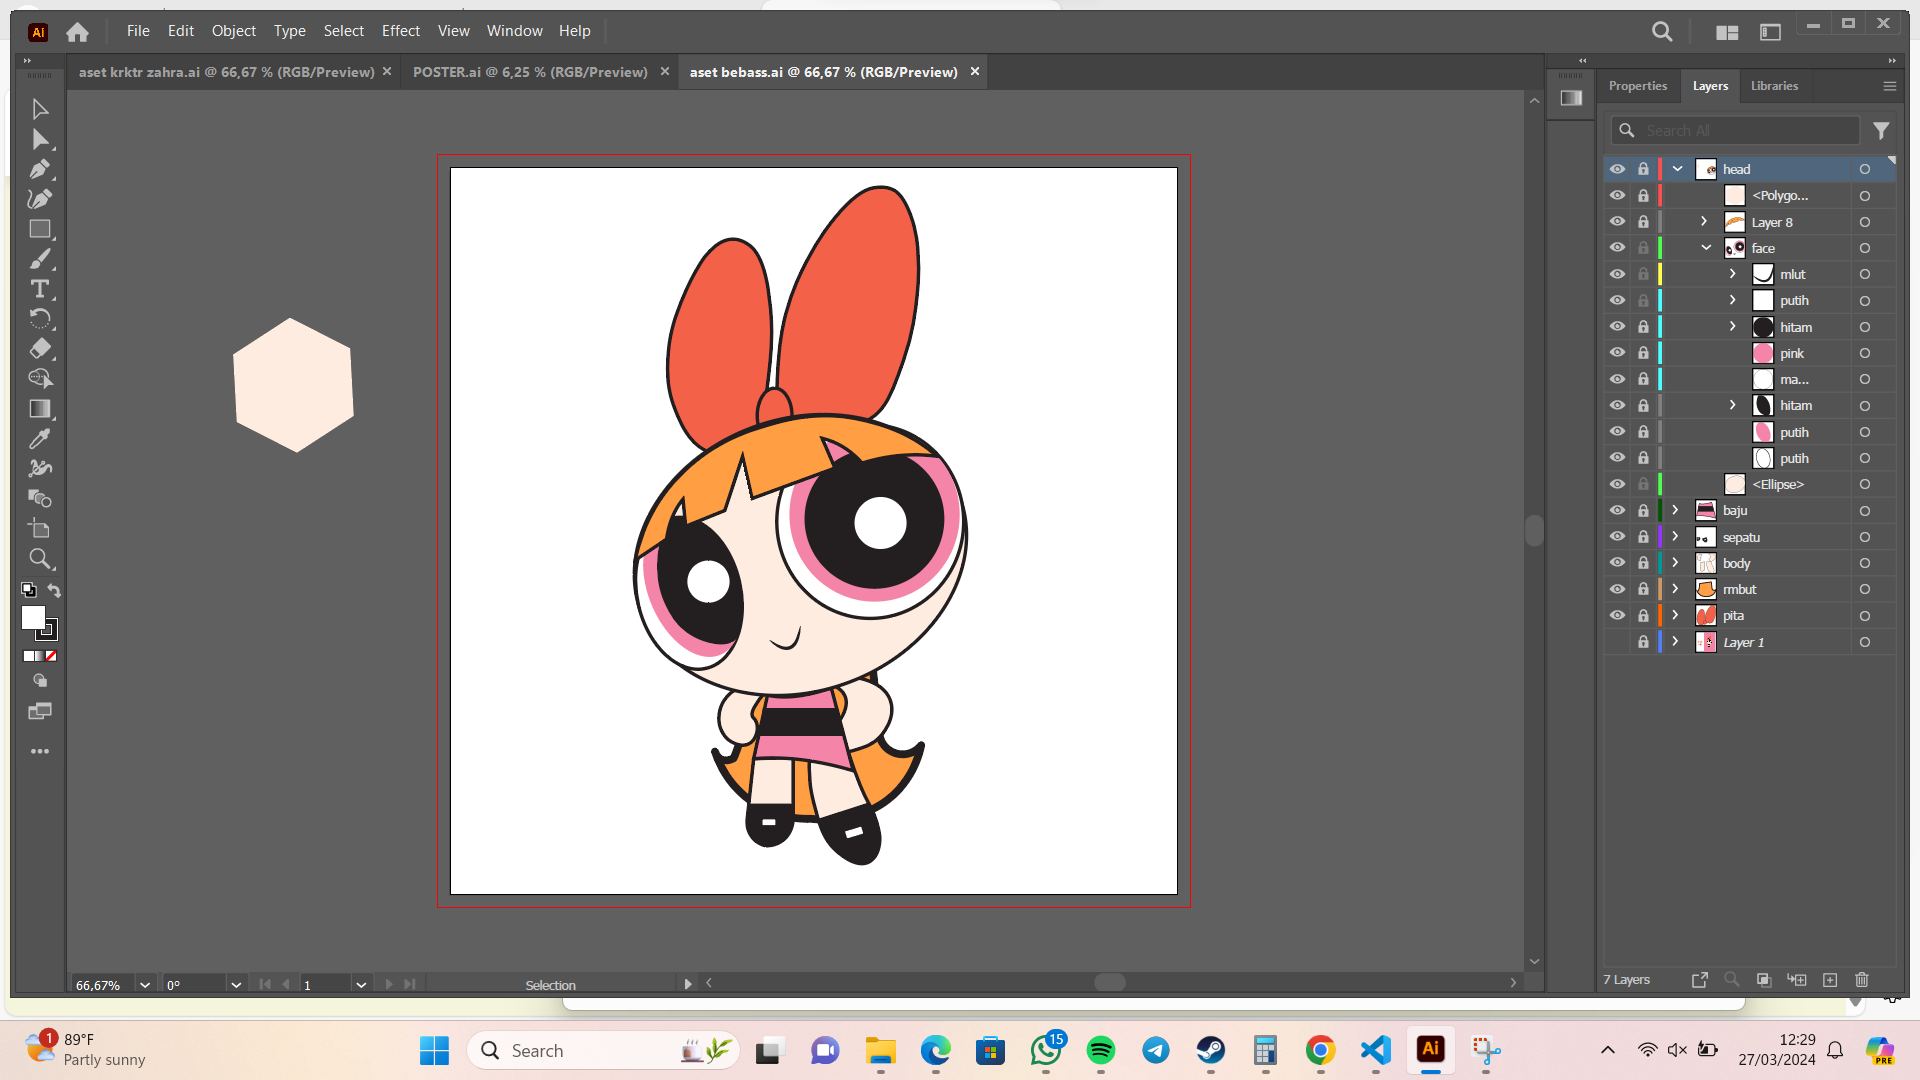 Ai File Edit Object Type Select Effect View Window Help
aset krktr zahra.ai @ 66,67 % (RGB/Preview) × POSTER.ai @ 6,25 % (RGB/Preview) × aset bebass.ai @ 66,67 % (RGB/Preview) ×
Properties Layers Libraries
Search All
head
<Polygo...
Layer 8
face
mlut
putih
hitam
pink
ma...
hitam
putih
putih
<Ellipse>
baju
sepatu
body
rmbut
pita
Layer 1
66,67% 0° 1 Selection
7 Layers
1 89°F
Partly sunny
Search
15
Ai
12:29
27/03/2024
PRE